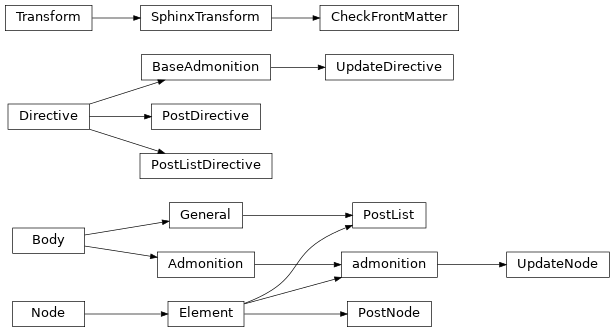 Transform
SphinxTransform
CheckFrontMatter
BaseAdmonition
UpdateDirective
Directive
PostDirective
PostListDirective
General
PostList
Body
Admonition
admonition
UpdateNode
Node
Element
PostNode